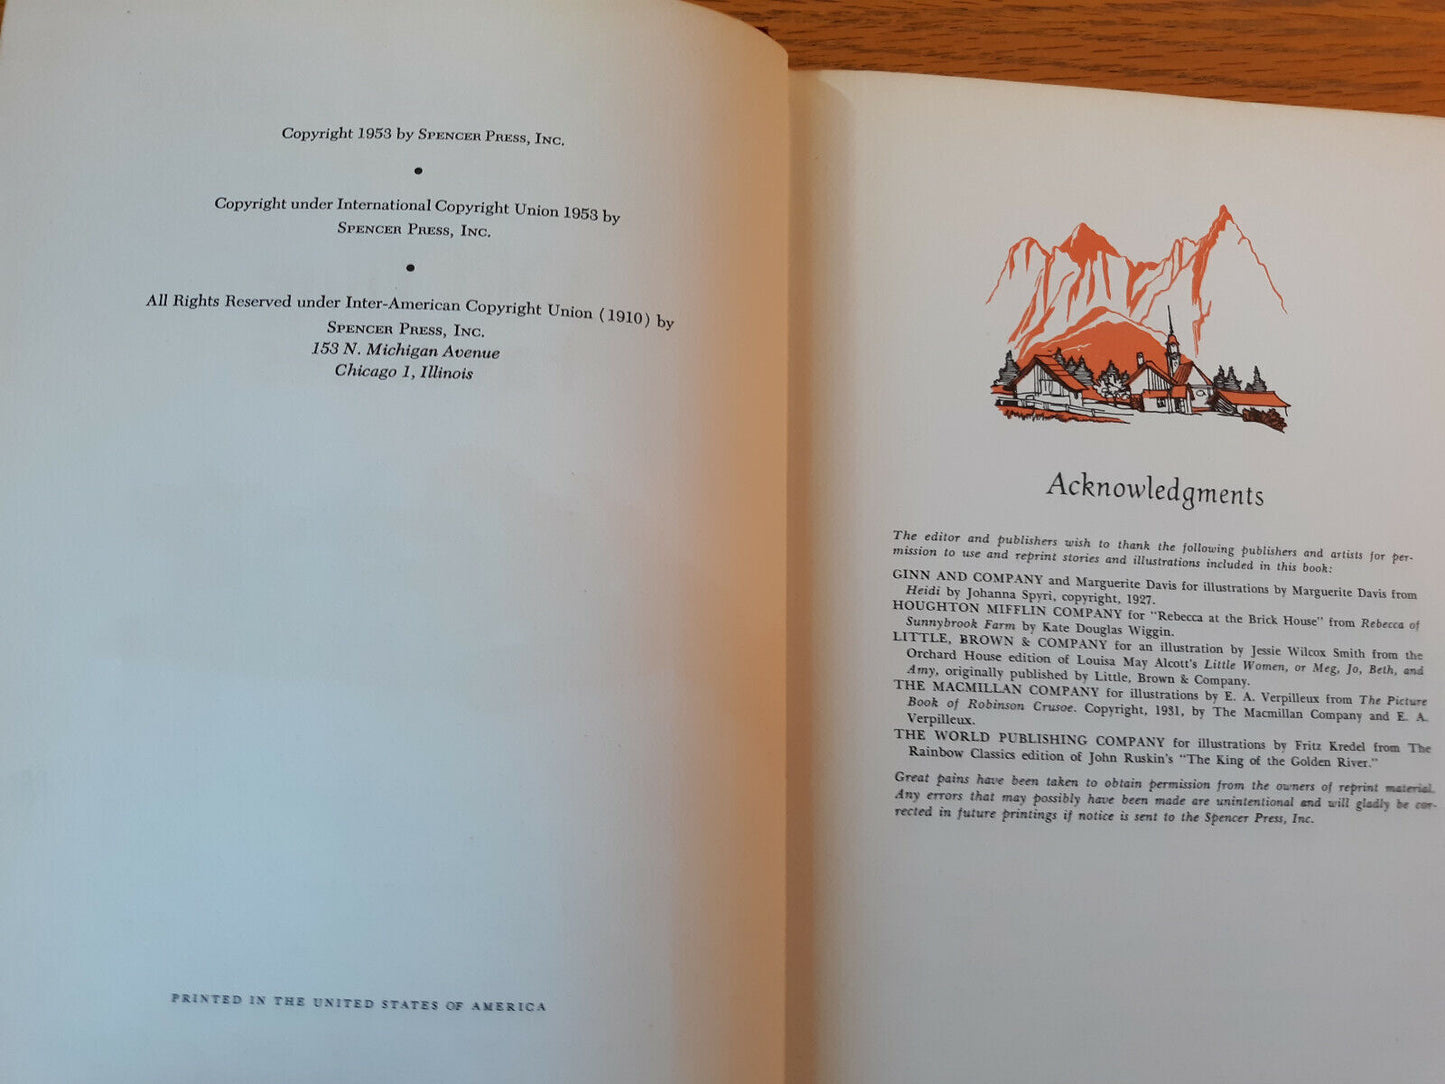 Copyright 1953 by SPENCER PRESS, INC.
•
Copyright under International Copyright Union 1953 by
SPENCER PRESS, INC.
•
All Rights Reserved under Inter-American Copyright Union (1910) by
SPENCER PRESS, INC.
153 N. Michigan Avenue
Chicago 1, Illinois
PRINTED IN THE UNITED STATES OF AMERICA
Acknowledgments
The editor and publishers wish to thank the following publishers and artists for per-
mission to use and reprint stories and illustrations included in this book:
GINN AND COMPANY and Marguerite Davis for illustrations by Marguerite Davis from
Heidi by Johanna Spyri, copyright, 1927.
HOUGHTON MIFFLIN COMPANY for "Rebecca at the Brick House" from Rebecca of
Sunnybrook Farm by Kate Douglas Wiggin.
LITTLE, BROWN & COMPANY for an illustration by Jessie Wilcox Smith from the
Orchard House edition of Louisa May Alcott's Little Women, or Meg, Jo, Beth, and
Amy, originally published by Little, Brown & Company.
THE MACMILLAN COMPANY for illustrations by E. A. Verpilleux from The Picture
Book of Robinson Crusoe. Copyright, 1931, by The Macmillan Company and E. A.
Verpilleux.
THE WORLD PUBLISHING COMPANY for illustrations by Fritz Kredel from The
Rainbow Classics edition of John Ruskin's "The King of the Golden River."
Great pains have been taken to obtain permission from the owners of reprint material.
Any errors that may possibly have been made are unintentional and will gladly be cor-
rected in future printings if notice is sent to the Spencer Press, Inc.